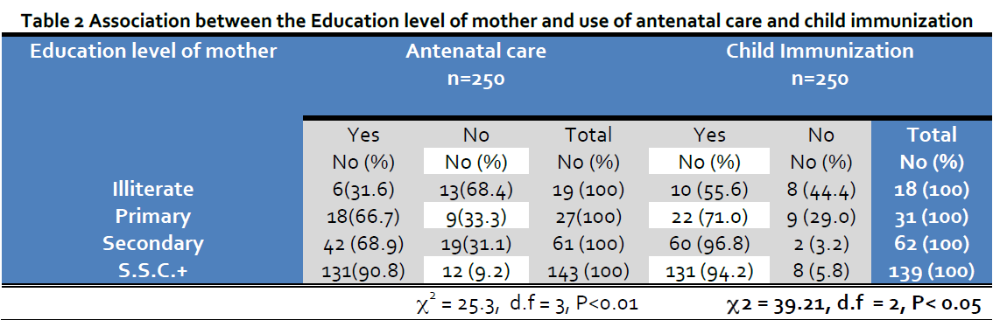 Table 2 Association between the Education level of mother and use of antenatal care and child immunization
Education level of mother Antenatal care Child Immunization
n=250 n=250
Yes No Total Yes No Total
No (%) No (%) No (%) No (%) No (%) No (%)
Illiterate 6(31.6) 13(68.4) 19 (100) 10 (55.6) 8 (44.4) 18 (100)
Primary 18(66.7) 9(33.3) 27(100) 22 (71.0) 9 (29.0) 31 (100)
Secondary 42 (68.9) 19(31.1) 61 (100) 60 (96.8) 2 (3.2) 62 (100)
S.S.C.+ 131(90.8) 12 (9.2) 143 (100) 131 (94.2) 8 (5.8) 139 (100)
χ² = 25.3, d.f = 3, P<0.01 χ2 = 39.21, d.f = 2, P< 0.05